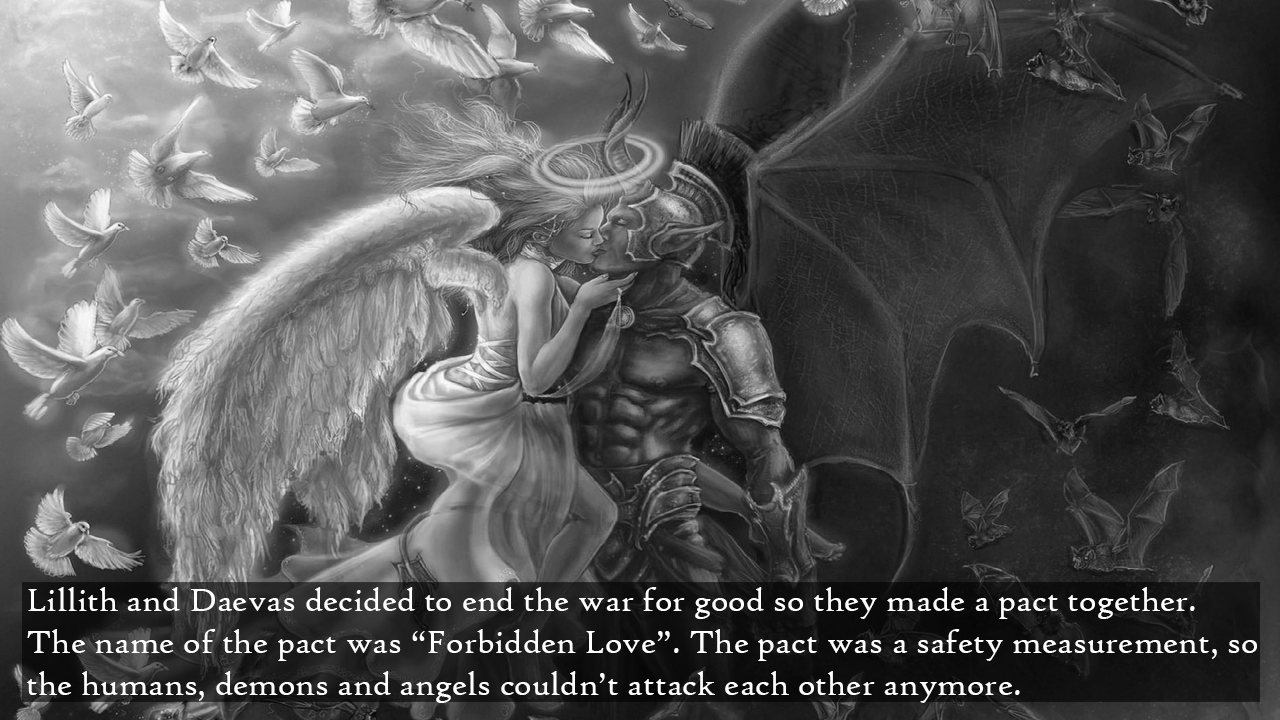 Lillith and Daevas decided to end the war for good so they made a pact together.
The name of the pact was “Forbidden Love”. The pact was a safety measurement, so
the humans, demons and angels couldn’t attack each other anymore.